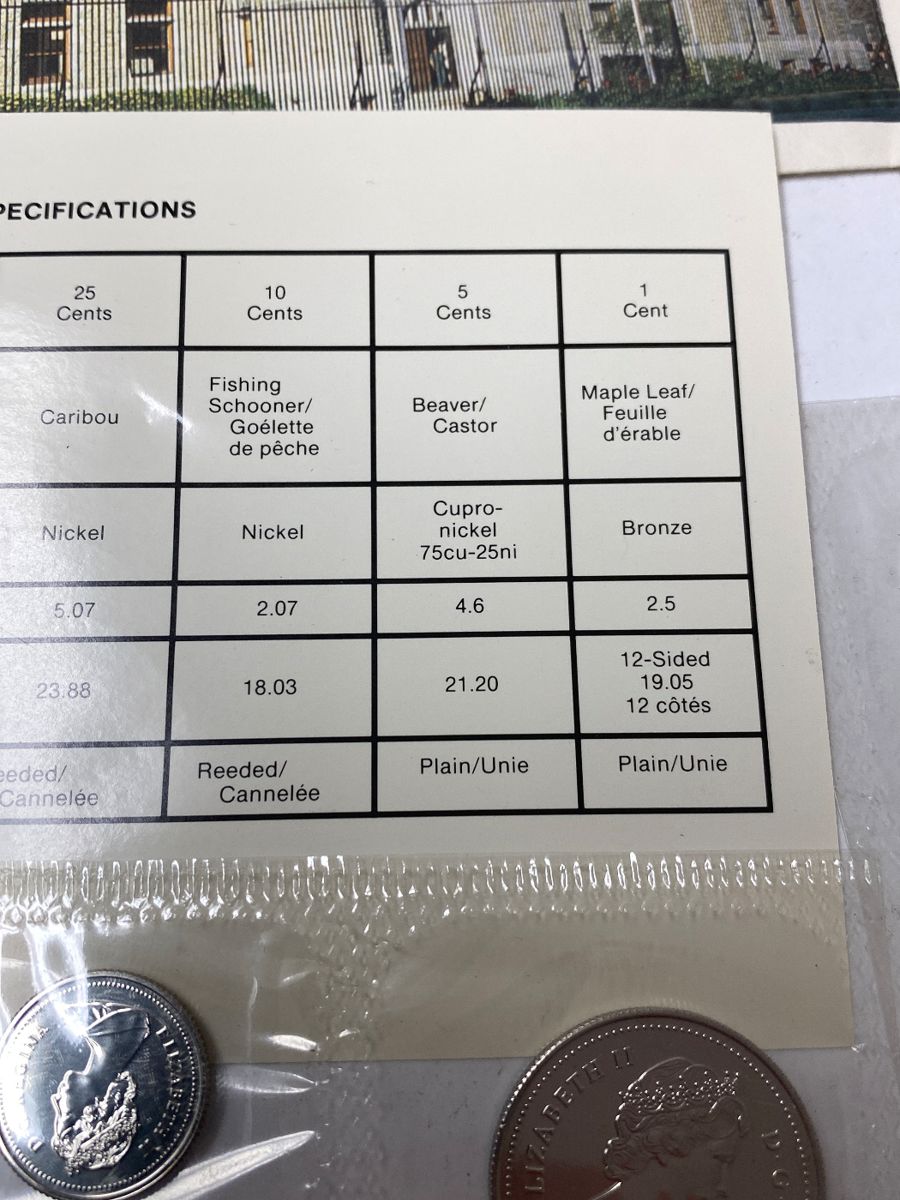 PECIFICATIONS
25
Cents
10
Cents
5
Cents
1
Cent
Caribou
Fishing
Schooner/
Goélette
de pêche
Beaver/
Castor
Maple Leaf/
Feuille
d'érable
Nickel
Nickel
Cupro-
nickel
75cu-25ni
Bronze
5.07
2.07
4.6
2.5
23.88
18.03
21.20
12-Sided
19.05
12 côtés
eeded/
Cannelée
Reeded/
Cannelée
Plain/Unie
Plain/Unie
ELIZABETH II D REGINA
ELIZABETH II D G